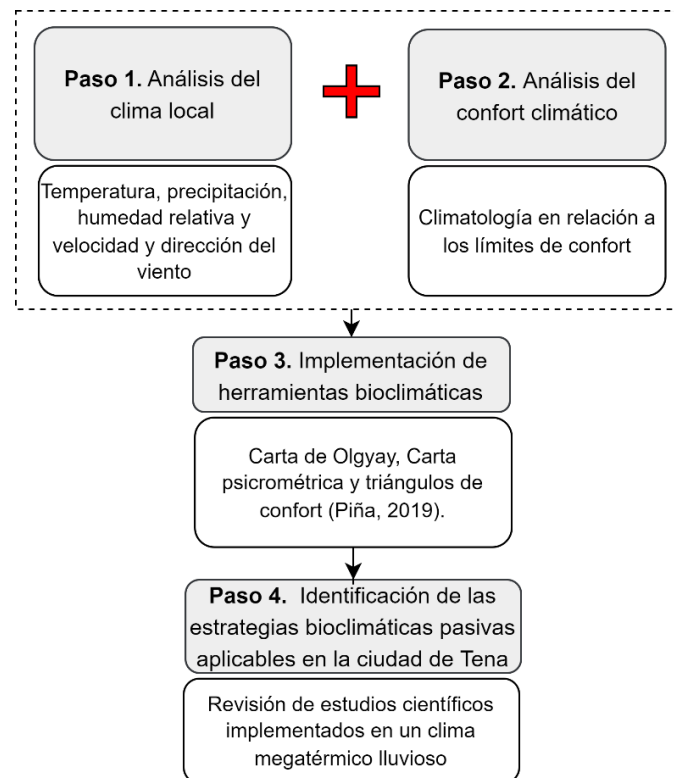 Paso 1. Análisis del
clima local
Temperatura, precipitación,
humedad relativa y
velocidad y dirección del
viento
Paso 2. Análisis del
confort climático
Climatología en relación a
los límites de confort
Paso 3. Implementación de
herramientas bioclimáticas
Carta de Olgyay, Carta
psicrométrica y triángulos de
confort (Piña, 2019).
Paso 4. Identificación de las
estrategias bioclimáticas pasivas
aplicables en la ciudad de Tena
Revisión de estudios científicos
implementados en un clima
megatérmico lluvioso